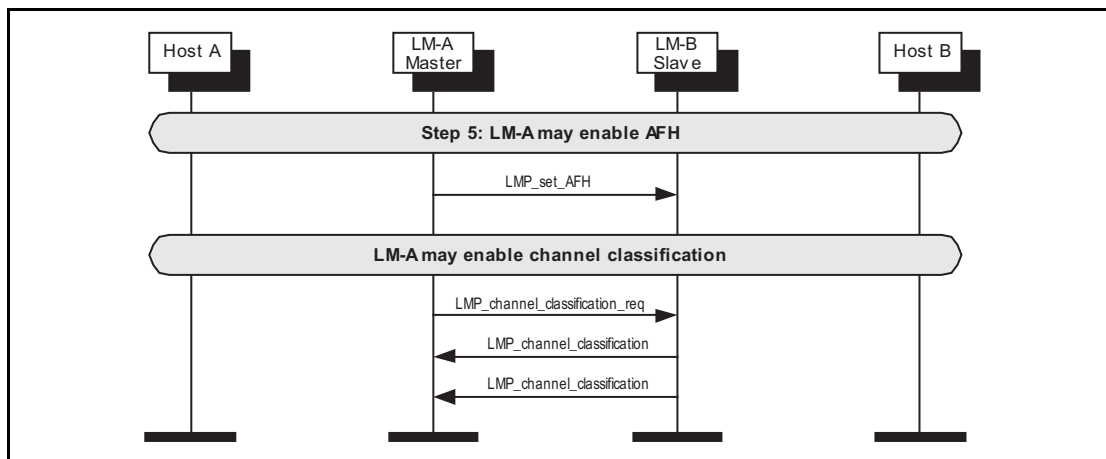 Host A
LM-A
Master
LM-B
Slave
Host B
Step 5: LM-A may enable AFH
LMP_set_AFH
LM-A may enable channel classification
LMP_channel_classification_req
LMP_channel_classification
LMP_channel_classification